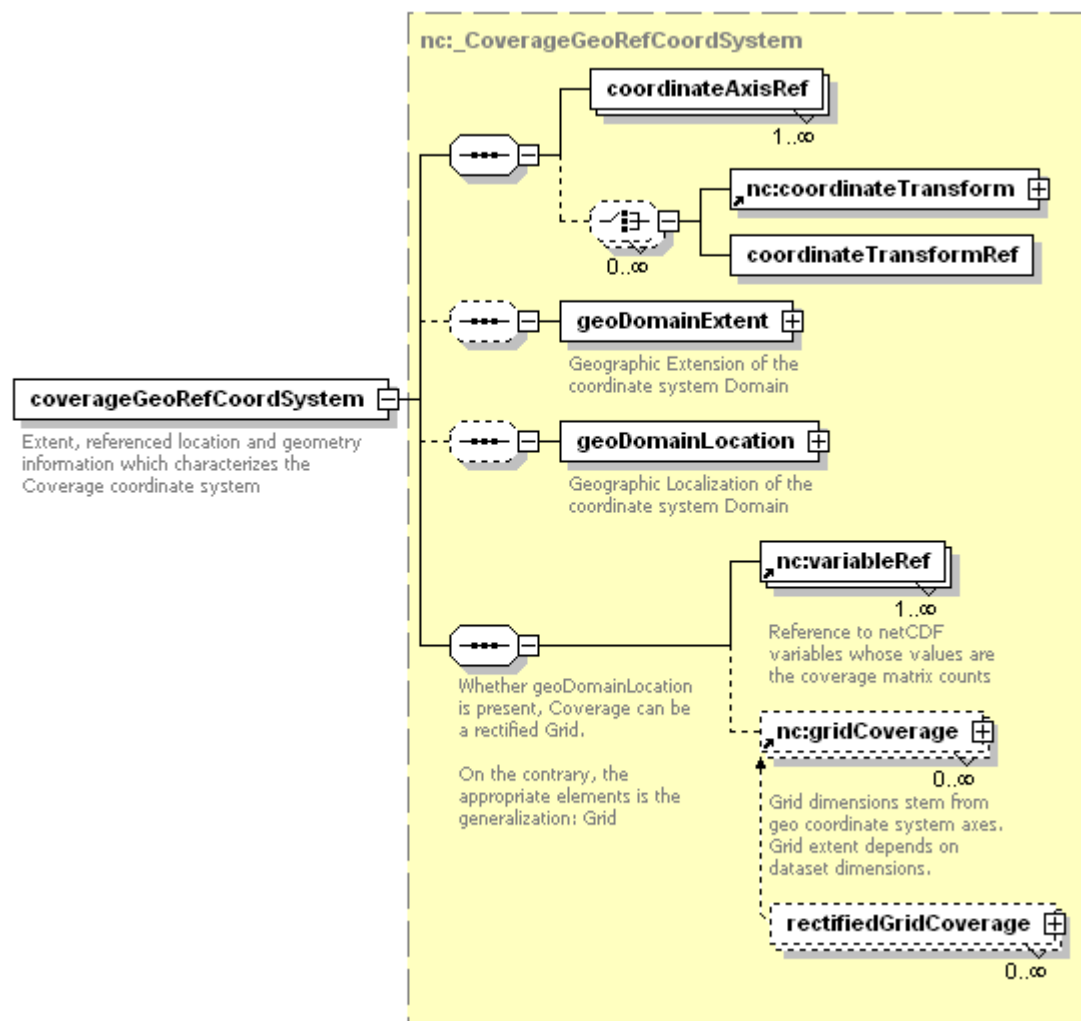 nc:_CoverageGeoRefCoordSystem
coordinateAxisRef
1..∞
nc:coordinateTransform
0..∞
coordinateTransformRef
geoDomainExtent
Geographic Extension of the
coordinate system Domain
coverageGeoRefCoordSystem
Extent, referenced location and geometry
information which characterizes the
Coverage coordinate system
geoDomainLocation
Geographic Localization of the
coordinate system Domain
nc:variableRef
1..∞
Reference to netCDF
variables whose values are
the coverage matrix counts
Whether geoDomainLocation
is present, Coverage can be
a rectified Grid.
On the contrary, the
appropriate elements is the
generalization: Grid
nc:gridCoverage
0..∞
Grid dimensions stem from
geo coordinate system axes.
Grid extent depends on
dataset dimensions.
rectifiedGridCoverage
0..∞